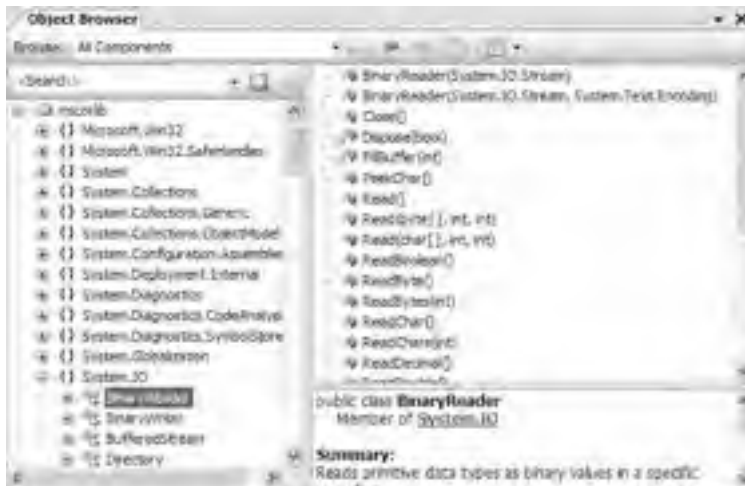 Object Browser
Browse: All Components
<Search>
mscorlib
{} Microsoft.Win32
{} Microsoft.Win32.SafeHandles
{} System
{} System.Collections
{} System.Collections.Generic
{} System.Collections.ObjectModel
{} System.Configuration.Assemblies
{} System.Deployment.Internal
{} System.Diagnostics
{} System.Diagnostics.CodeAnalysi
{} System.Diagnostics.SymbolStore
{} System.Globalization
{} System.IO
BinaryReader
BinaryWriter
BufferedStream
Directory
BinaryReader(System.IO.Stream)
BinaryReader(System.IO.Stream, System.Text.Encoding)
Close()
Dispose(bool)
FillBuffer(int)
PeekChar()
Read()
Read(byte[], int, int)
Read(char[], int, int)
ReadBoolean()
ReadByte()
ReadBytes(int)
ReadChar()
ReadChars(int)
ReadDecimal()
public class BinaryReader
Member of System.IO
Summary:
Reads primitive data types as binary values in a specific